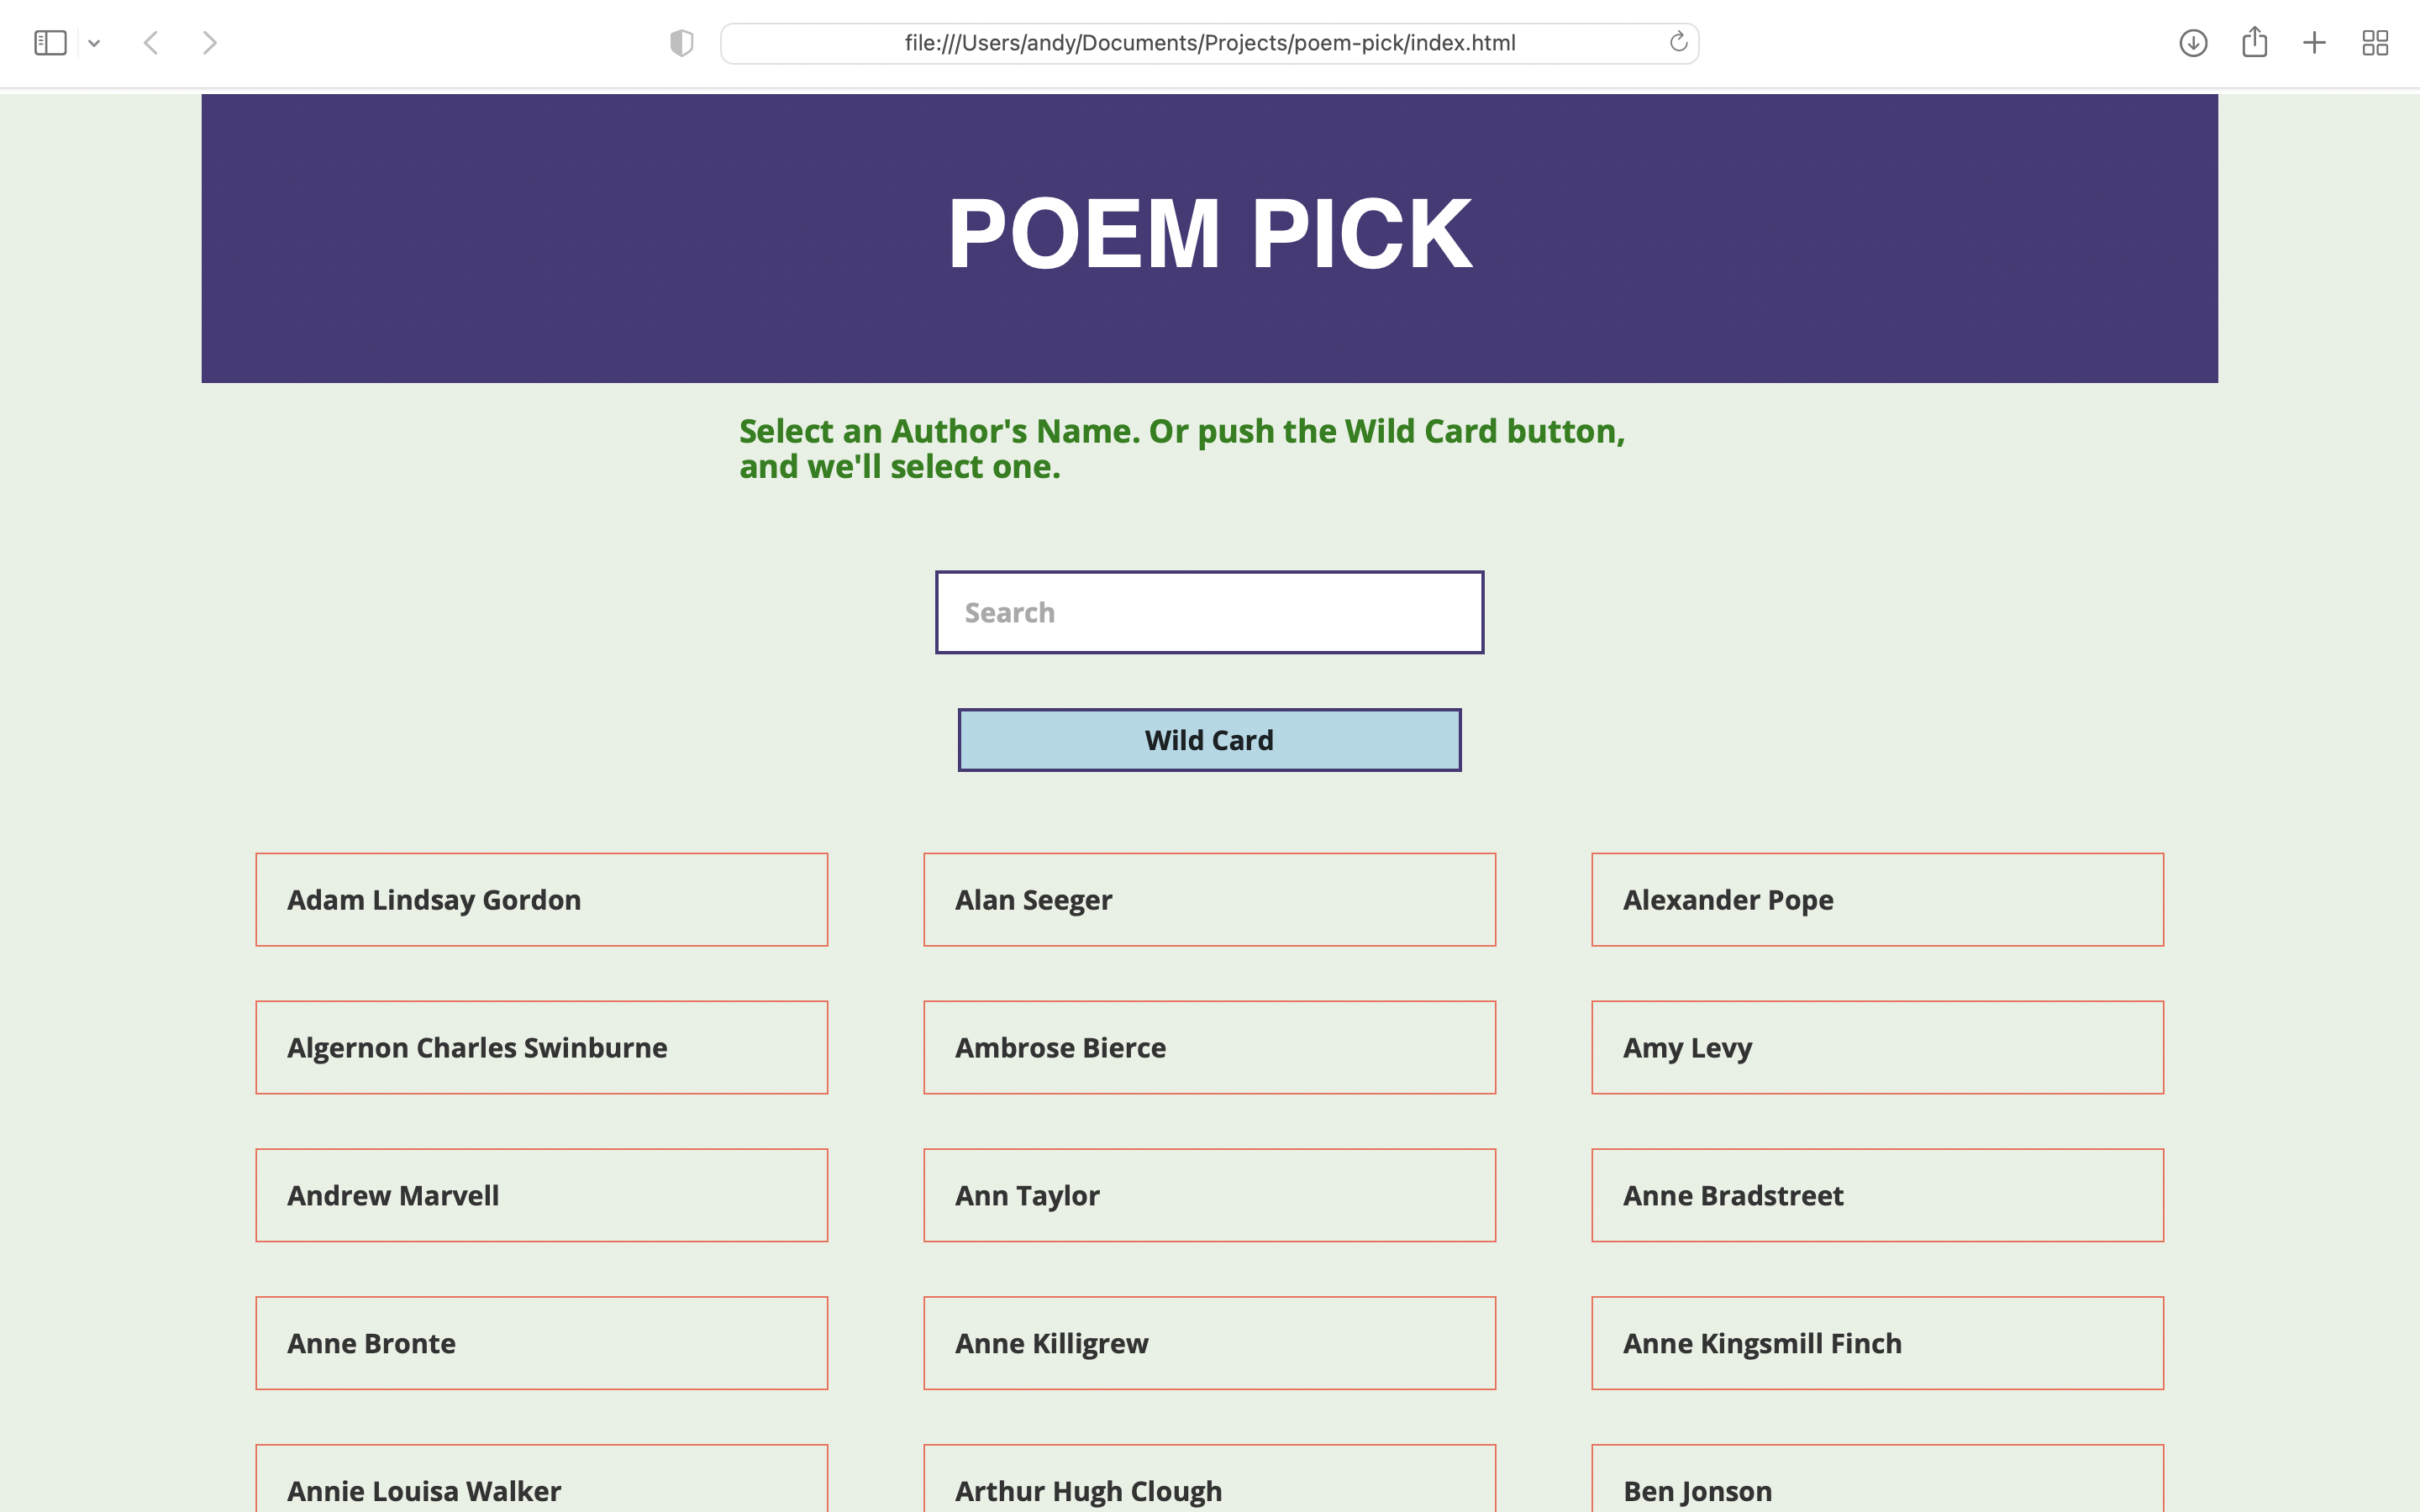 file:///Users/andy/Documents/Projects/poem-pick/index.html
POEM PICK
Select an Author's Name. Or push the Wild Card button,
and we'll select one.
Search
Wild Card
Adam Lindsay Gordon
Alan Seeger
Alexander Pope
Algernon Charles Swinburne
Ambrose Bierce
Amy Levy
Andrew Marvell
Ann Taylor
Anne Bradstreet
Anne Bronte
Anne Killigrew
Anne Kingsmill Finch
Annie Louisa Walker
Arthur Hugh Clough
Ben Jonson